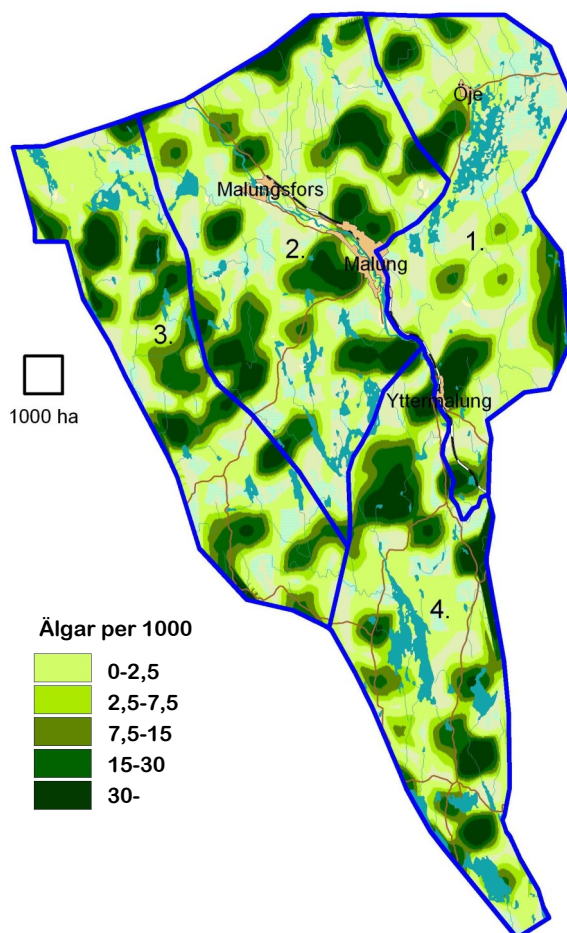 Öje
Malungsfors
1.
2.
Malung
3.
1000 ha
Yttermalung
4.
Älgar per 1000
0-2,5
2,5-7,5
7,5-15
15-30
30-